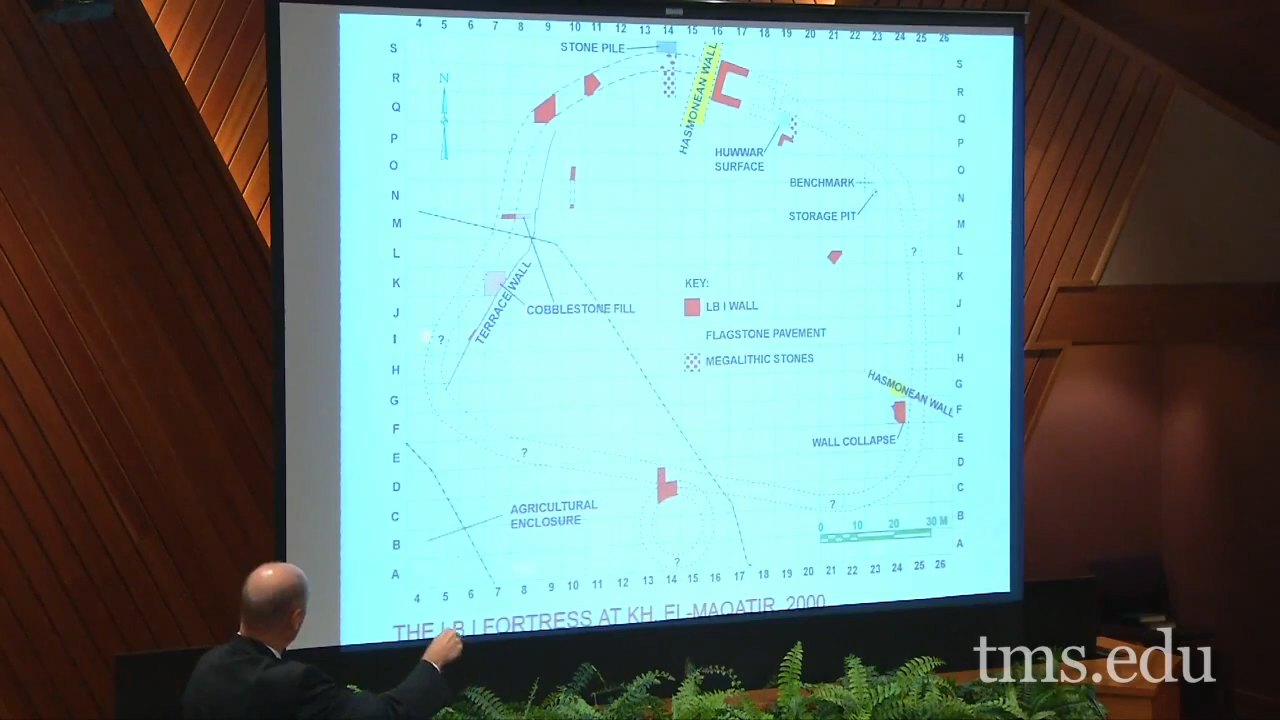 4 5 6 7 8 9 10 11 12 13 14 15 16 17 18 19 20 21 22 23 24 25 26
S
R
Q
P
O
N
M
L
K
J
I
H
G
F
E
D
C
B
A
N
STONE PILE
HASMONEAN WALL
HUWWAR
SURFACE
BENCHMARK
STORAGE PIT
?
TERRACE WALL
COBBLESTONE FILL
?
KEY:
LB I WALL
FLAGSTONE PAVEMENT
MEGALITHIC STONES
HASMONEAN WALL
WALL COLLAPSE
?
?
?
AGRICULTURAL
ENCLOSURE
0 10 20 30 M
S
R
Q
P
O
N
M
L
K
J
I
H
G
F
E
D
C
B
A
4 5 6 7 8 9 10 11 12 13 14 15 16 17 18 19 20 21 22 23 24 25 26
THE LB I FORTRESS AT KH. EL-MAQATIR, 2000
tms.edu